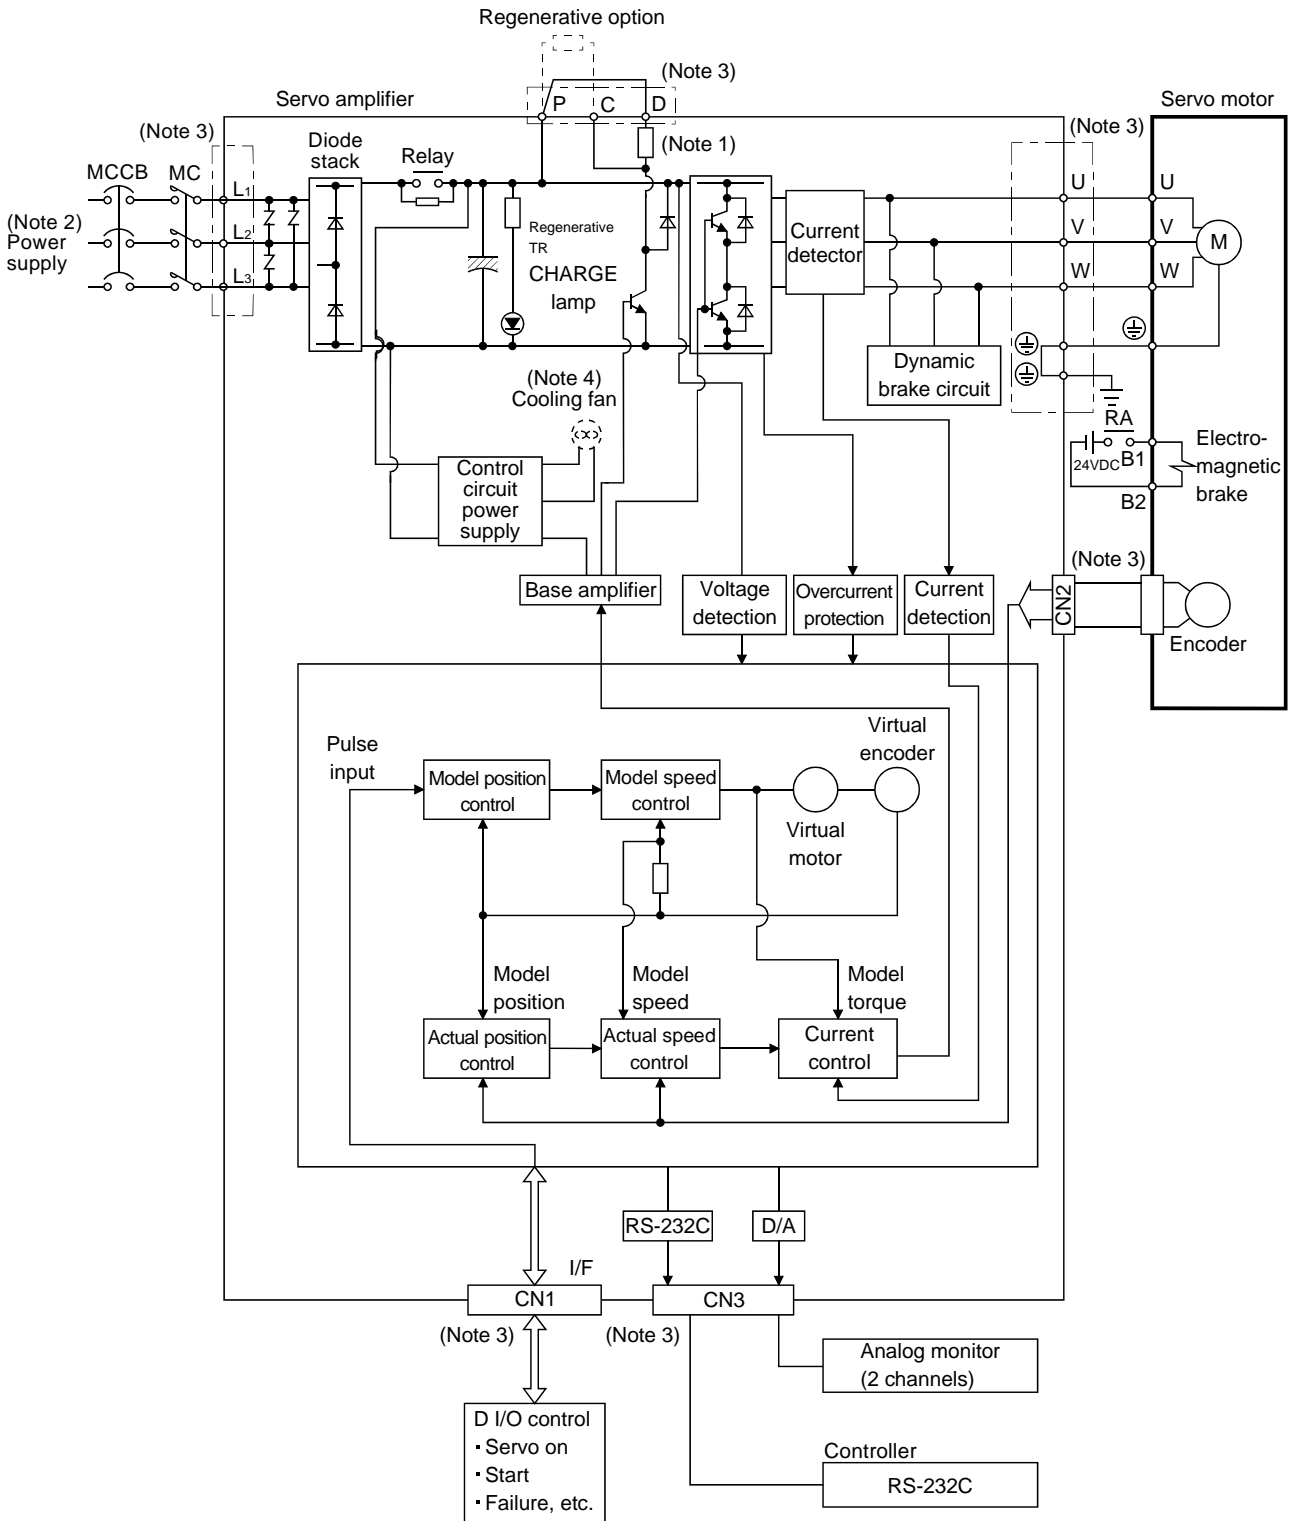 Regenerative option
(Note 3)
Servo amplifier
P C D
Servo motor
(Note 3)
Diode
stack
Relay
(Note 1)
(Note 3)
MCCB MC
L1
(Note 2)
Power
supply
L2
L3
Regenerative
TR
CHARGE
lamp
Current
detector
U
V
W
U
V
W
M
Dynamic
brake circuit
(Note 4)
Cooling fan
RA
24VDC
B1
B2
Electro-
magnetic
brake
Control
circuit
power
supply
Base amplifier
Voltage
detection
Overcurrent
protection
Current
detection
(Note 3)
CN2
Encoder
Pulse
input
Model position
control
Model speed
control
Virtual
encoder
Virtual
motor
Model
position
Model
speed
Model
torque
Actual position
control
Actual speed
control
Current
control
RS-232C
D/A
I/F
CN1
CN3
(Note 3)
(Note 3)
Analog monitor
(2 channels)
D I/O control
・Servo on
・Start
・Failure, etc.
Controller
RS-232C